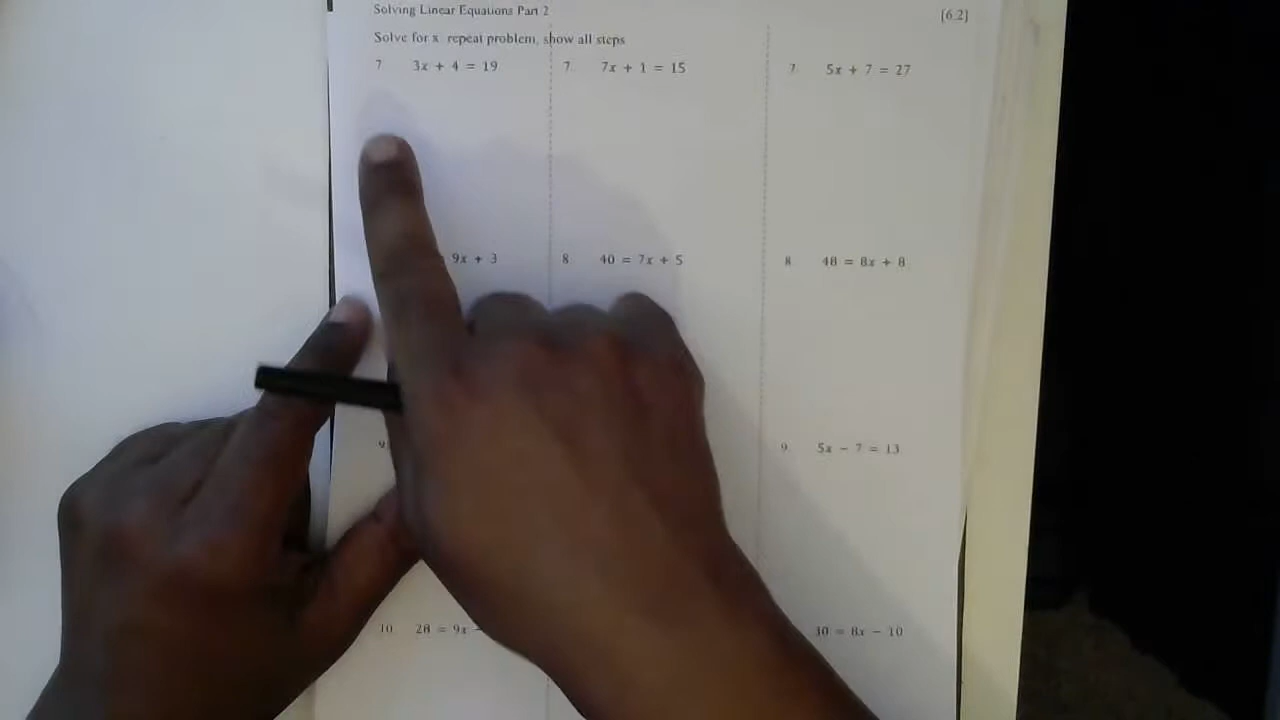 Solving Linear Equations Part 2
[6.2]
Solve for x repeat problem, show all steps
7 3x + 4 = 19
7. 7x + 1 = 15
7. 5x + 7 = 27
9x + 3
8 40 = 7x + 5
8. 48 = 8x + 8
9.
9. 5x − 7 = 13
10 28 = 9x −
30 = 8x − 10